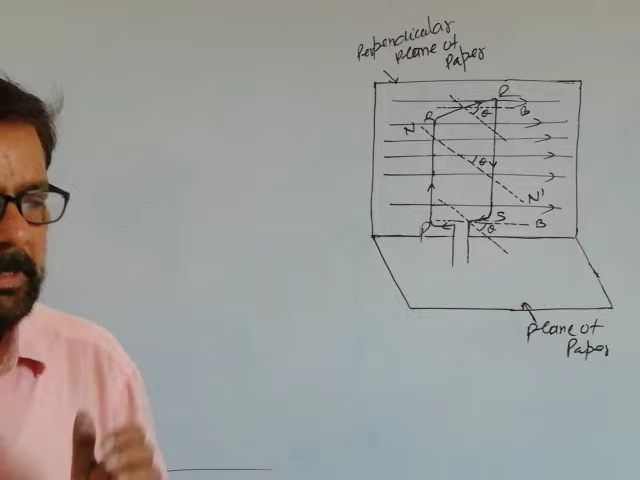 Perpendicular
plane of
Paper
R
θ
B
Q
N
θ
N'
S
P
θ
B
plane of
Paper